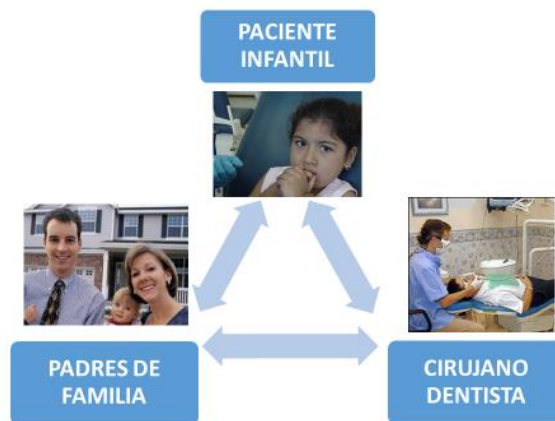 PACIENTE
INFANTIL
PADRES DE
FAMILIA
CIRUJANO
DENTISTA